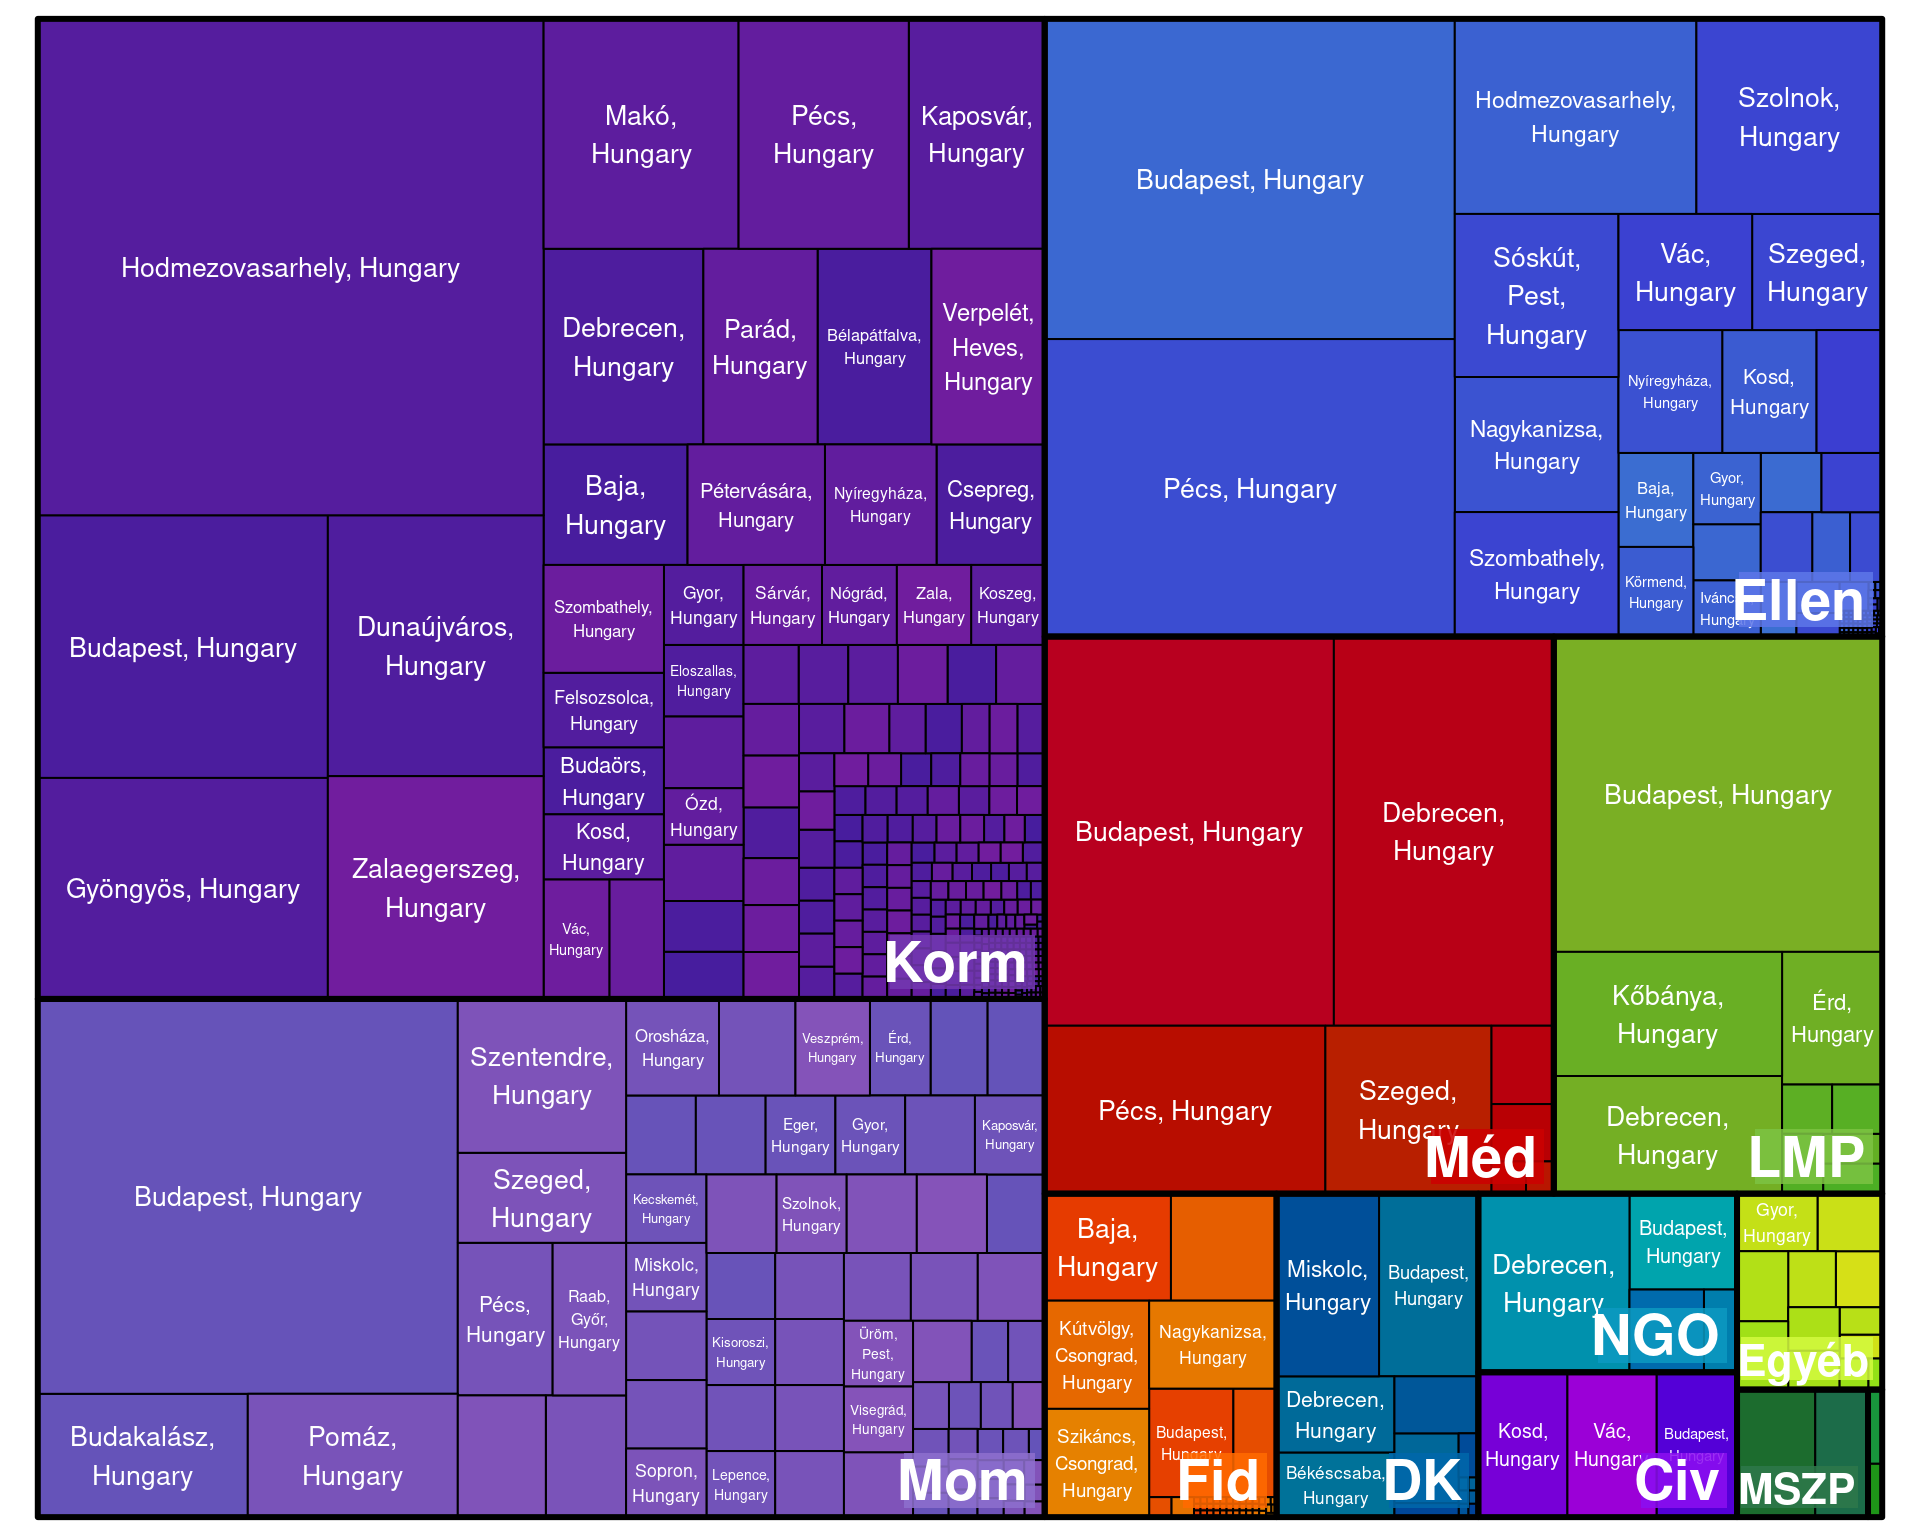 Hodmezovasarhely, Hungary
Makó,
Hungary
Pécs,
Hungary
Kaposvár,
Hungary
Debrecen,
Hungary
Parád,
Hungary
Bélapátfalva,
Hungary
Verpelét,
Heves,
Hungary
Baja,
Hungary
Pétervására,
Hungary
Nyíregyháza,
Hungary
Csepreg,
Hungary
Budapest, Hungary
Dunaújváros,
Hungary
Gyöngyös, Hungary
Zalaegerszeg,
Hungary
Szombathely,
Hungary
Gyor,
Hungary
Sárvár,
Hungary
Nógrád,
Hungary
Zala,
Hungary
Koszeg,
Hungary
Felsozsolca,
Hungary
Eloszallas,
Hungary
Budaörs,
Hungary
Ózd,
Hungary
Kosd,
Hungary
Vác,
Hungary
Korm
Budapest, Hungary
Hodmezovasarhely,
Hungary
Szolnok,
Hungary
Pécs, Hungary
Sóskút,
Pest,
Hungary
Vác,
Hungary
Szeged,
Hungary
Nagykanizsa,
Hungary
Nyíregyháza,
Hungary
Kosd,
Hungary
Szombathely,
Hungary
Baja,
Hungary
Gyor,
Hungary
Körmend,
Hungary
Ivánc
Hungary
Ellen
Budapest, Hungary
Debrecen,
Hungary
Pécs, Hungary
Szeged,
Hungary
Méd
Budapest, Hungary
Kőbánya,
Hungary
Érd,
Hungary
Debrecen,
Hungary
LMP
Budapest, Hungary
Szentendre,
Hungary
Szeged,
Hungary
Pécs,
Hungary
Raab,
Győr,
Hungary
Budakalász,
Hungary
Pomáz,
Hungary
Orosháza,
Hungary
Veszprém,
Hungary
Érd,
Hungary
Eger,
Hungary
Gyor,
Hungary
Kaposvár,
Hungary
Kecskemét,
Hungary
Szolnok,
Hungary
Miskolc,
Hungary
Kisoroszi,
Hungary
Üröm,
Pest,
Hungary
Visegrád,
Hungary
Sopron,
Hungary
Lepence,
Hungary
Mom
Baja,
Hungary
Kútvölgy,
Csongrad,
Hungary
Nagykanizsa,
Hungary
Szikáncs,
Csongrad,
Hungary
Budapest,
Hungary
Fid
Miskolc,
Hungary
Budapest,
Hungary
Debrecen,
Hungary
Békéscsaba,
Hungary
DK
Debrecen,
Hungary
Budapest,
Hungary
NGO
Gyor,
Hungary
Egyéb
Kosd,
Hungary
Vác,
Hungary
Budapest,
Hungary
Civ
MSZP